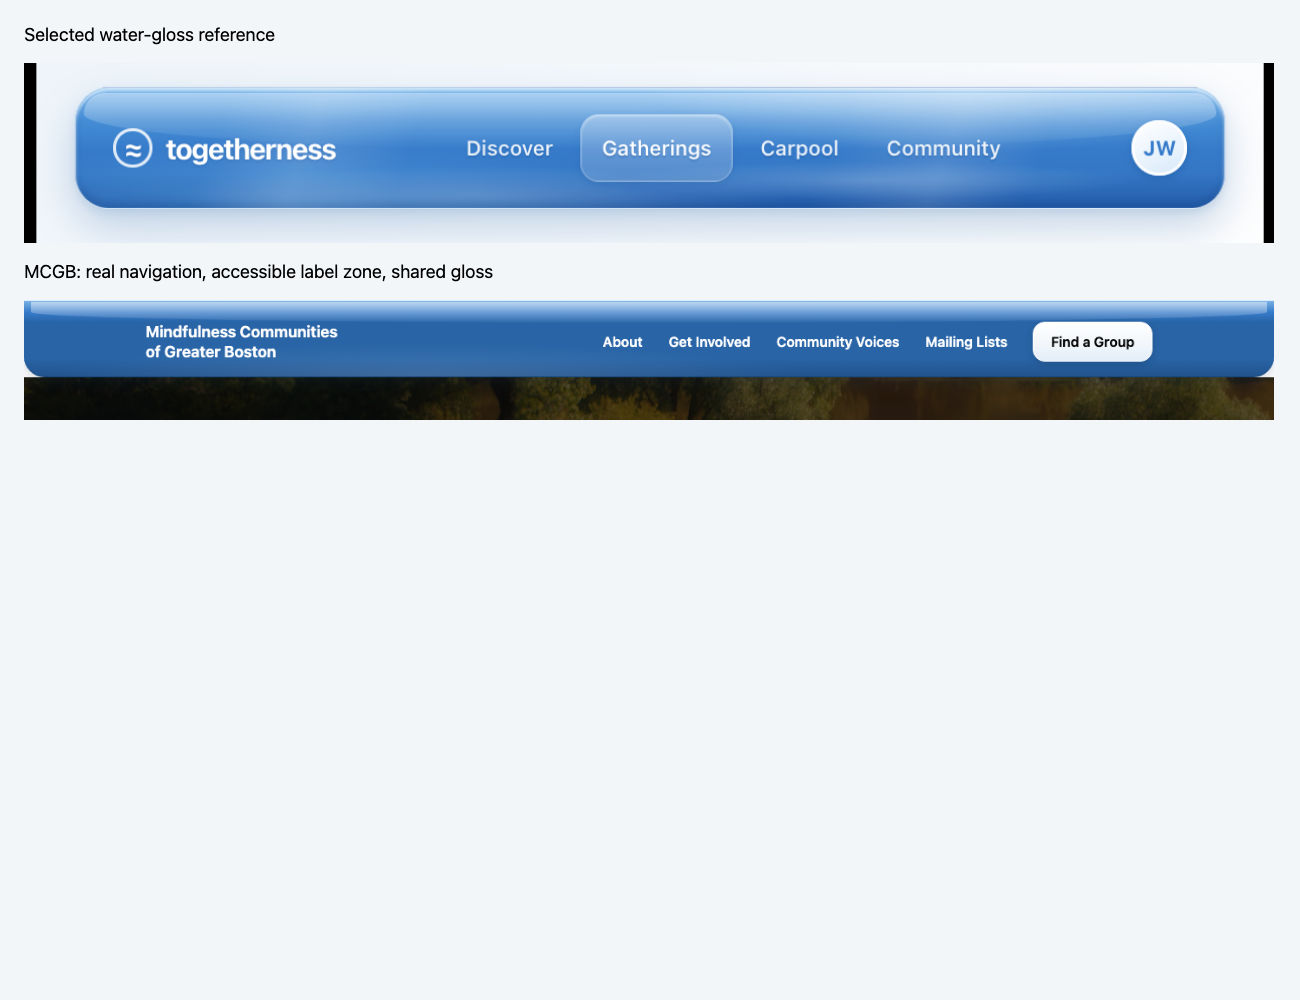 Selected water-gloss reference
togetherness Discover Gatherings Carpool Community JW
MCGB: real navigation, accessible label zone, shared gloss
Mindfulness Communities
of Greater Boston
About Get Involved Community Voices Mailing Lists Find a Group